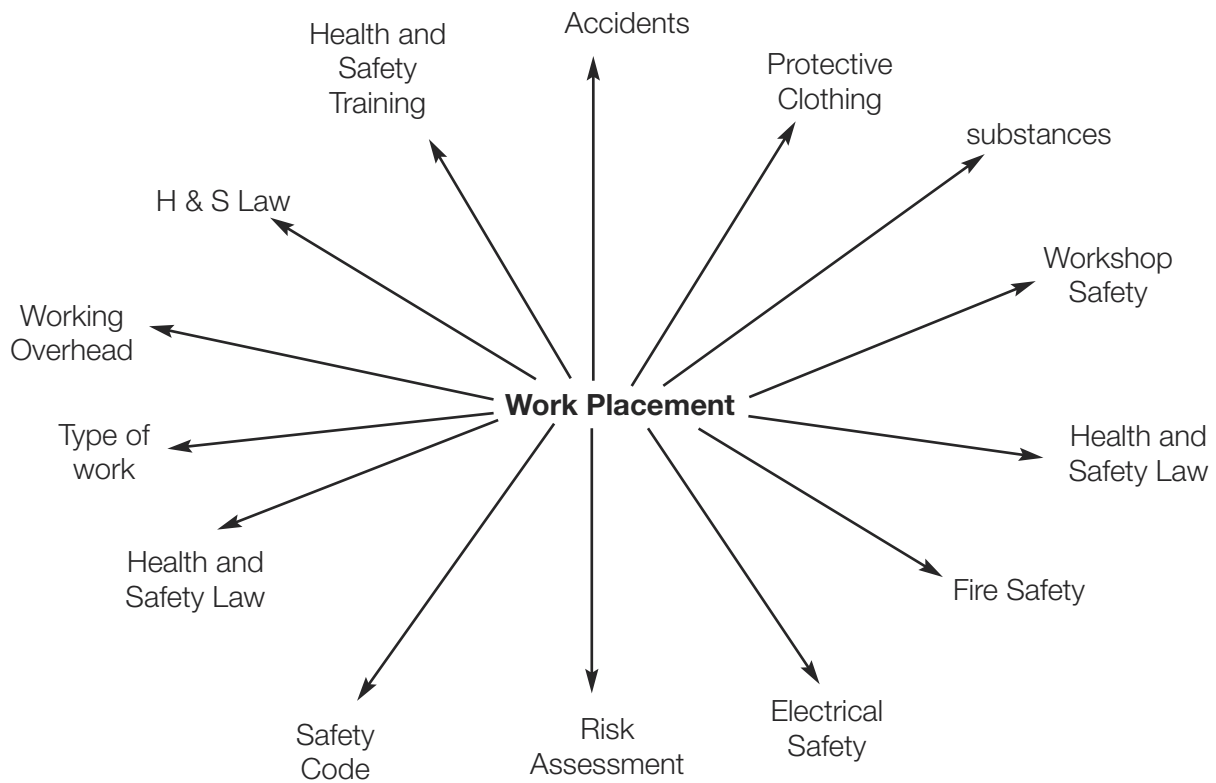 Accidents
Health and
Safety
Training
Protective
Clothing
substances
H & S Law
Workshop
Safety
Working
Overhead
Work Placement
Type of
work
Health and
Safety Law
Health and
Safety Law
Fire Safety
Safety
Code
Risk
Assessment
Electrical
Safety